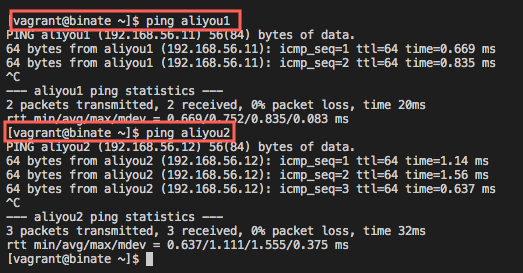 [vagrant@binate ~]$ ping aliyou1
PING aliyou1 (192.168.56.11) 56(84) bytes of data.
64 bytes from aliyou1 (192.168.56.11): icmp_seq=1 ttl=64 time=0.669 ms
64 bytes from aliyou1 (192.168.56.11): icmp_seq=2 ttl=64 time=0.835 ms
^C
--- aliyou1 ping statistics ---
2 packets transmitted, 2 received, 0% packet loss, time 20ms
rtt min/avg/max/mdev = 0.669/0.752/0.835/0.083 ms
[vagrant@binate ~]$ ping aliyou2
PING aliyou2 (192.168.56.12) 56(84) bytes of data.
64 bytes from aliyou2 (192.168.56.12): icmp_seq=1 ttl=64 time=1.14 ms
64 bytes from aliyou2 (192.168.56.12): icmp_seq=2 ttl=64 time=1.56 ms
64 bytes from aliyou2 (192.168.56.12): icmp_seq=3 ttl=64 time=0.637 ms
^C
--- aliyou2 ping statistics ---
3 packets transmitted, 3 received, 0% packet loss, time 32ms
rtt min/avg/max/mdev = 0.637/1.111/1.555/0.375 ms
[vagrant@binate ~]$